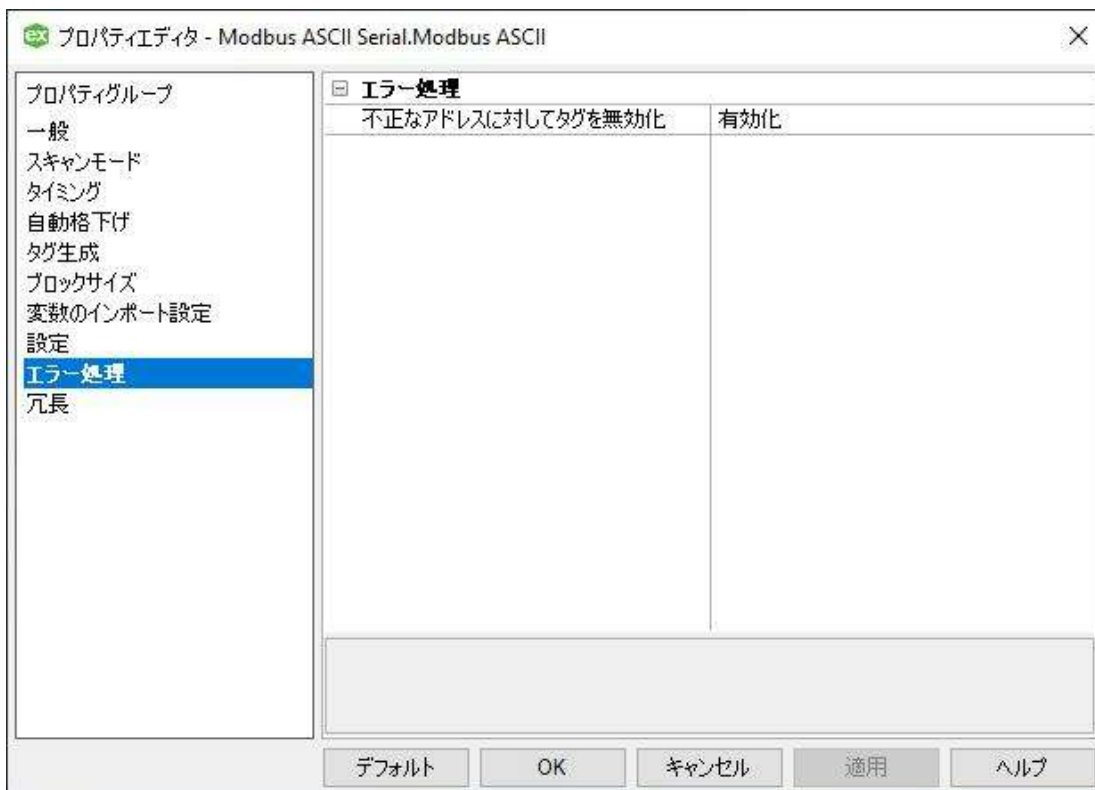 ex プロパティエディタ - Modbus ASCII Serial.Modbus ASCII
プロパティグループ
一般
スキャンモード
タイミング
自動格下げ
タグ生成
ブロックサイズ
変数のインポート設定
設定
エラー処理
冗長
エラー処理
不正なアドレスに対してタグを無効化 有効化
デフォルト OK キャンセル 適用 ヘルプ